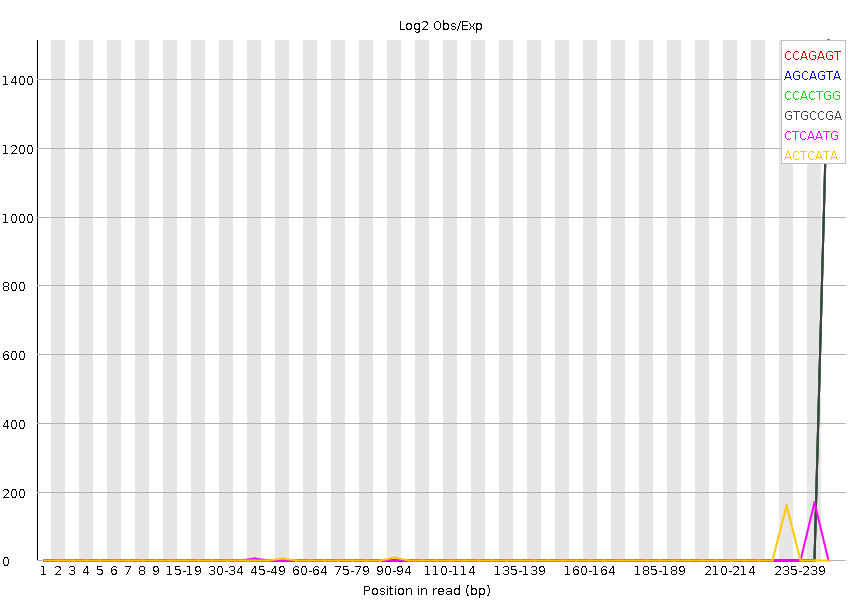 Log2 Obs/Exp
CCAGAGT
AGCAGTA
CCACTGG
GTGCCGA
CTCAATG
ACTCATA
1400
1200
1000
800
600
400
200
0
1 2 3 4 5 6 7 8 9 15-19 30-34 45-49 60-64 75-79 90-94 110-114 135-139 160-164 185-189 210-214 235-239
Position in read (bp)